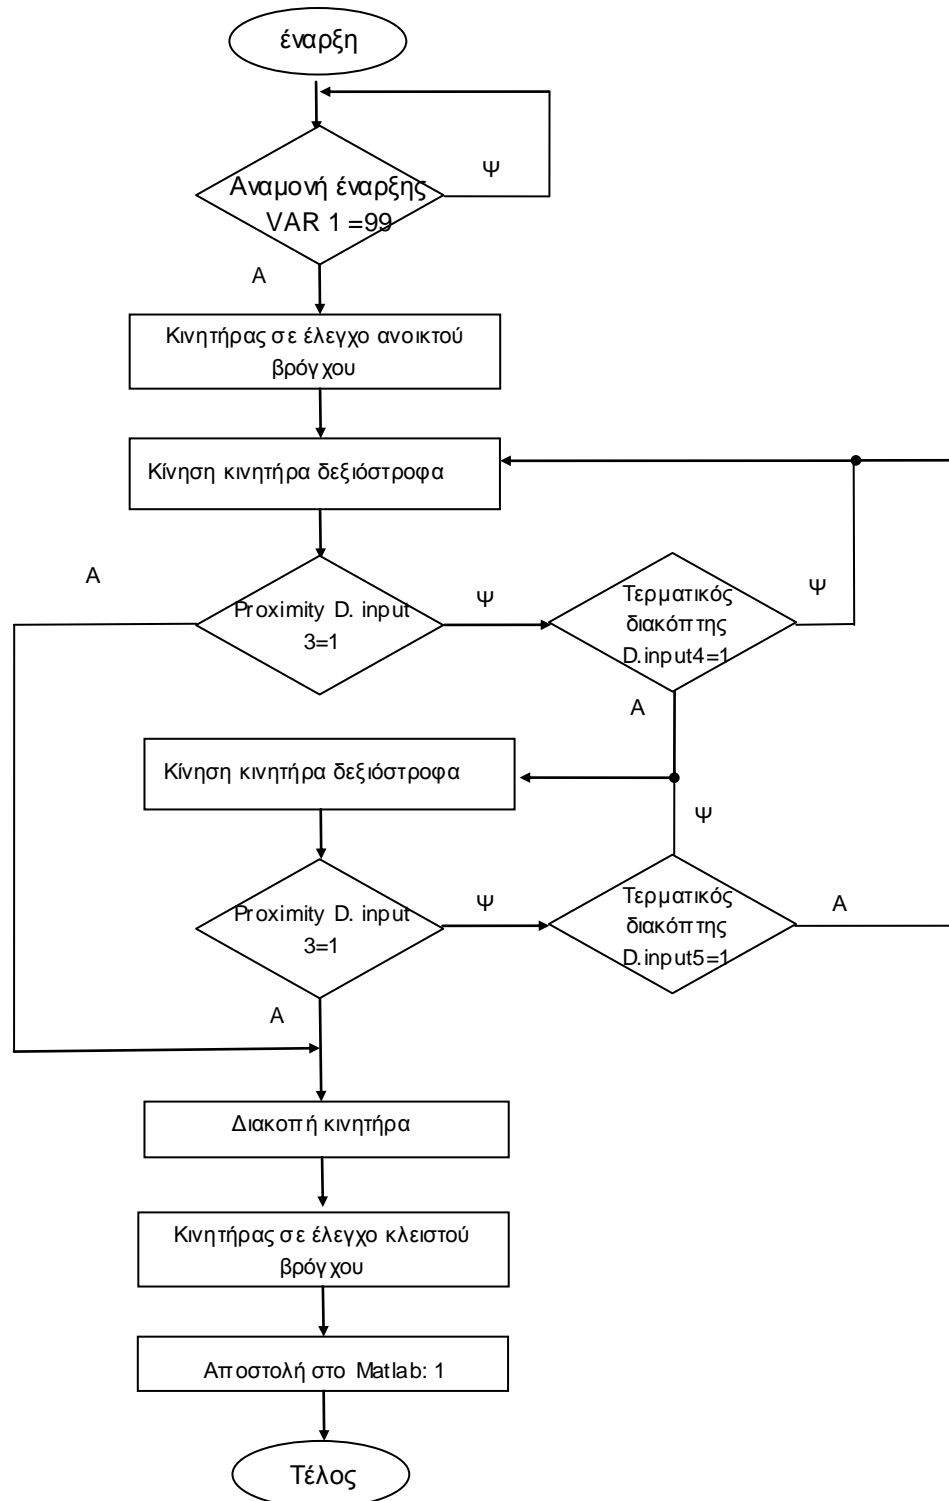 έναρξη
Ψ
Αναμονή έναρξης
VAR 1 =99
Α
Κινητήρας σε έλεγχο ανοικτού
βρόγχου
Κίνηση κινητήρα δεξιόστροφα
Α
Proximity D. input
3=1
Ψ
Τερματικός
διακόπτης
D.input4=1
Ψ
Α
Κίνηση κινητήρα δεξιόστροφα
Ψ
Proximity D. input
3=1
Ψ
Τερματικός
διακόπτης
D.input5=1
Α
Α
Διακοπή κινητήρα
Κινητήρας σε έλεγχο κλειστού
βρόγχου
Αποστολή στο Matlab: 1
Τέλος